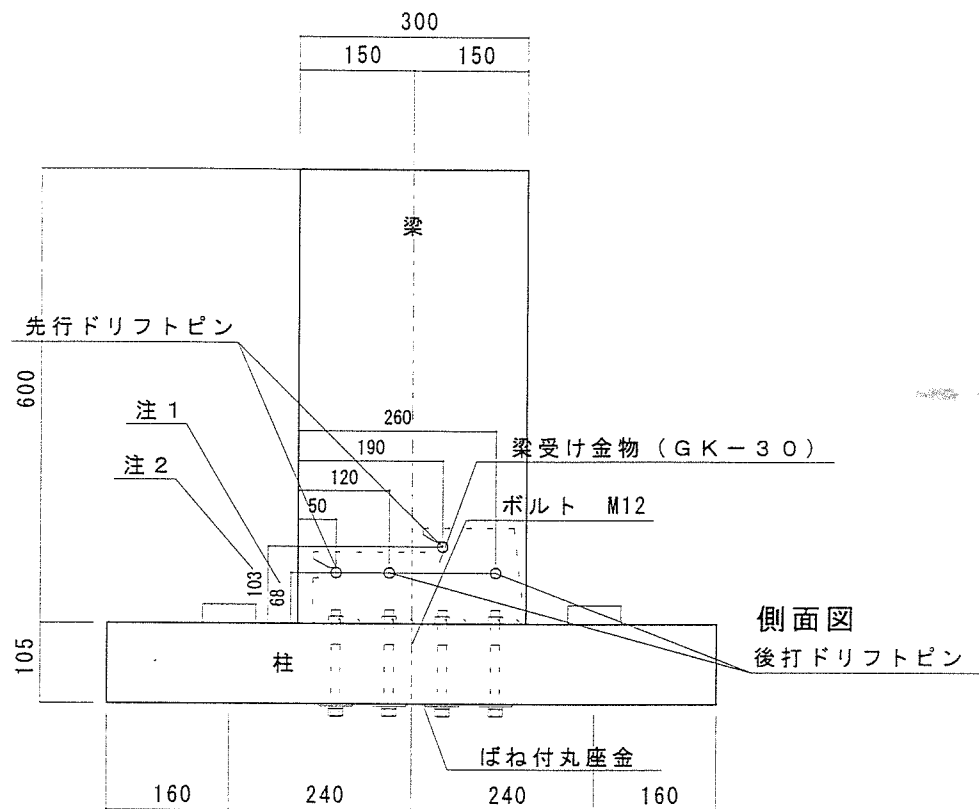 300
150 150
梁
先行ドリフトピン
600
注1
注2
260
190
120
50
梁受け金物(GK-30)
ボルト M12
103
68
側面図
後打ドリフトピン
105
柱
ばね付丸座金
160 240 240 160